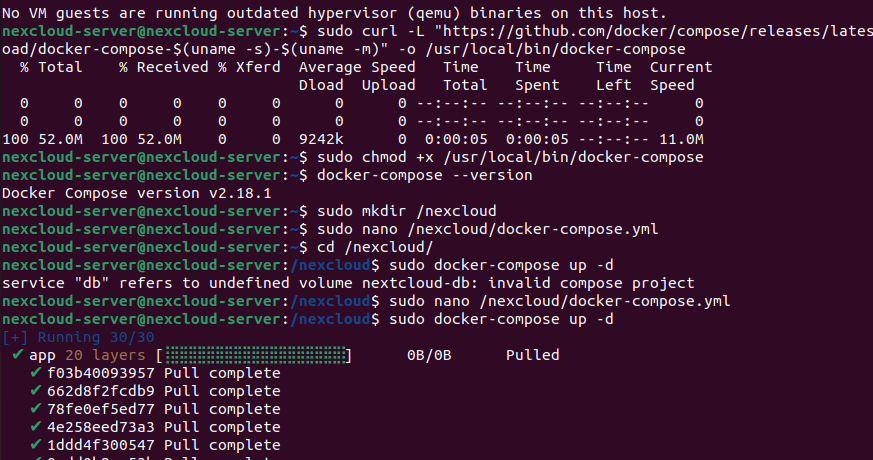 No VM guests are running outdated hypervisor (qemu) binaries on this host.
nexcloud-server@nexcloud-server:~$ sudo curl -L "https://github.com/docker/compose/releases/lates
oad/docker-compose-$(uname -s)-$(uname -m)" -o /usr/local/bin/docker-compose
% Total % Received % Xferd Average Speed Time Time Time Current
Dload Upload Total Spent Left Speed
0 0 0 0 0 0 0 0 --:--:-- --:--:-- --:--:-- 0
0 0 0 0 0 0 0 0 --:--:-- --:--:-- --:--:-- 0
100 52.0M 100 52.0M 0 0 9242k 0 0:00:05 0:00:05 --:--:-- 11.0M
nexcloud-server@nexcloud-server:~$ sudo chmod +x /usr/local/bin/docker-compose
nexcloud-server@nexcloud-server:~$ docker-compose --version
Docker Compose version v2.18.1
nexcloud-server@nexcloud-server:~$ sudo mkdir /nexcloud
nexcloud-server@nexcloud-server:~$ sudo nano /nexcloud/docker-compose.yml
nexcloud-server@nexcloud-server:~$ cd /nexcloud/
nexcloud-server@nexcloud-server:/nexcloud$ sudo docker-compose up -d
service "db" refers to undefined volume nextcloud-db: invalid compose project
nexcloud-server@nexcloud-server:/nexcloud$ sudo nano /nexcloud/docker-compose.yml
nexcloud-server@nexcloud-server:/nexcloud$ sudo docker-compose up -d
[+] Running 30/30
✔ app 20 layers [⣿⣿⣿⣿⣿⣿⣿⣿⣿⣿⣿⣿⣿⣿⣿⣿⣿⣿⣿⣿] 0B/0B Pulled
✔ f03b40093957 Pull complete
✔ 662d8f2fcdb9 Pull complete
✔ 78fe0ef5ed77 Pull complete
✔ 4e258eed73a3 Pull complete
✔ 1ddd4f300547 Pull complete